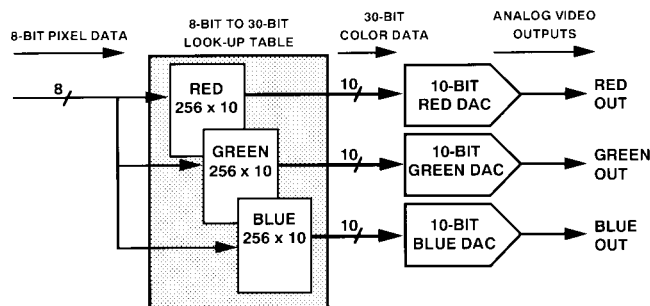 8-BIT PIXEL DATA
8-BIT TO 30-BIT
LOOK-UP TABLE
30-BIT
COLOR DATA
ANALOG VIDEO
OUTPUTS
8
RED
256 x 10
10
10-BIT
RED DAC
RED
OUT
GREEN
256 x 10
10
10-BIT
GREEN DAC
GREEN
OUT
BLUE
256 x 10
10
10-BIT
BLUE DAC
BLUE
OUT